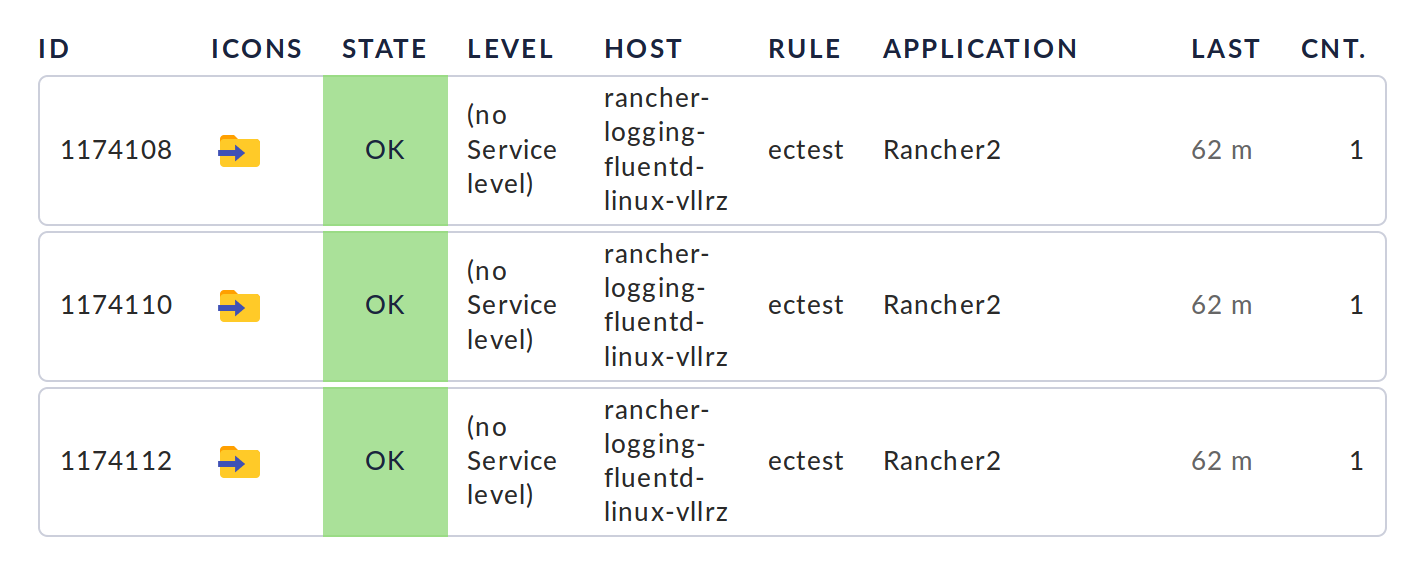 ID ICONS STATE LEVEL HOST RULE APPLICATION LAST CNT.
1174108 OK (no Service level) rancher-logging-fluentd-linux-vllrz ectest Rancher2 62 m 1
1174110 OK (no Service level) rancher-logging-fluentd-linux-vllrz ectest Rancher2 62 m 1
1174112 OK (no Service level) rancher-logging-fluentd-linux-vllrz ectest Rancher2 62 m 1